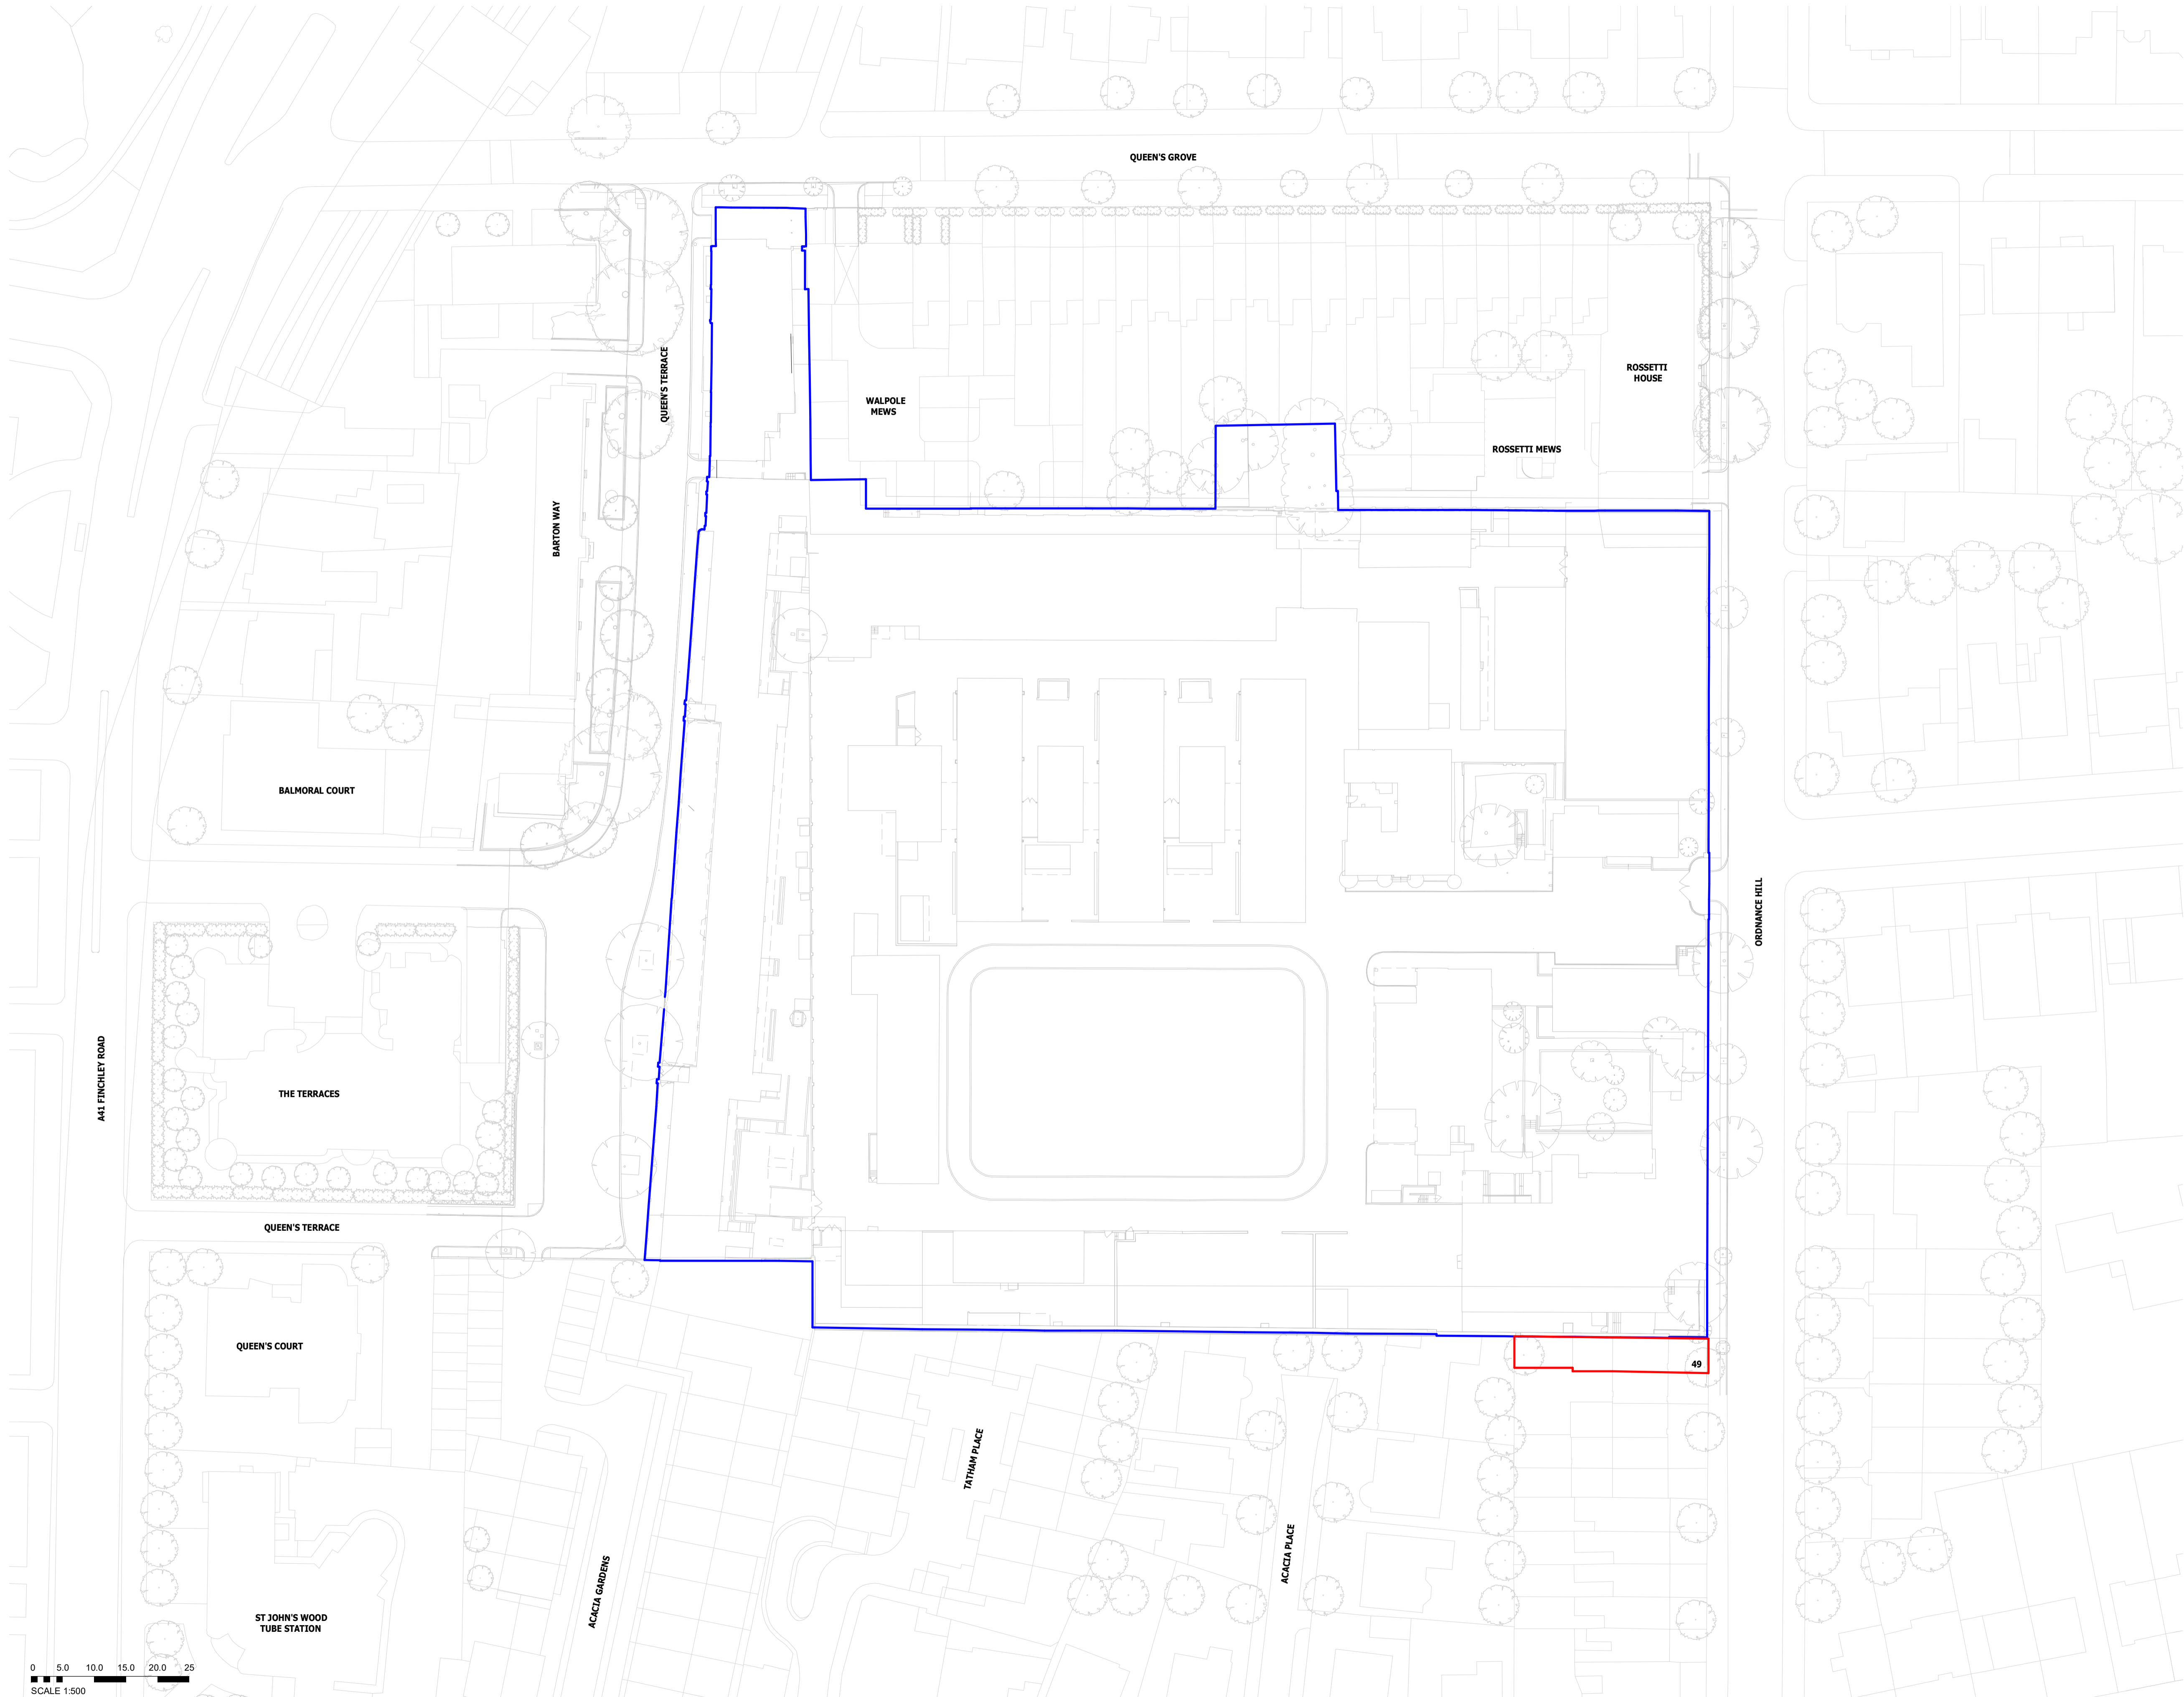 QUEEN'S GROVE
QUEEN'S TERRACE
ROSSETTI
HOUSE
WALPOLE
MEWS
ROSSETTI MEWS
BARTON WAY
BALMORAL COURT
ORDNANCE HILL
A41 FINCHLEY ROAD
THE TERRACES
QUEEN'S TERRACE
QUEEN'S COURT
49
TATHAM PLACE
ACACIA PLACE
ACACIA GARDENS
ST JOHN'S WOOD
TUBE STATION
0 5.0 10.0 15.0 20.0 25
SCALE 1:500